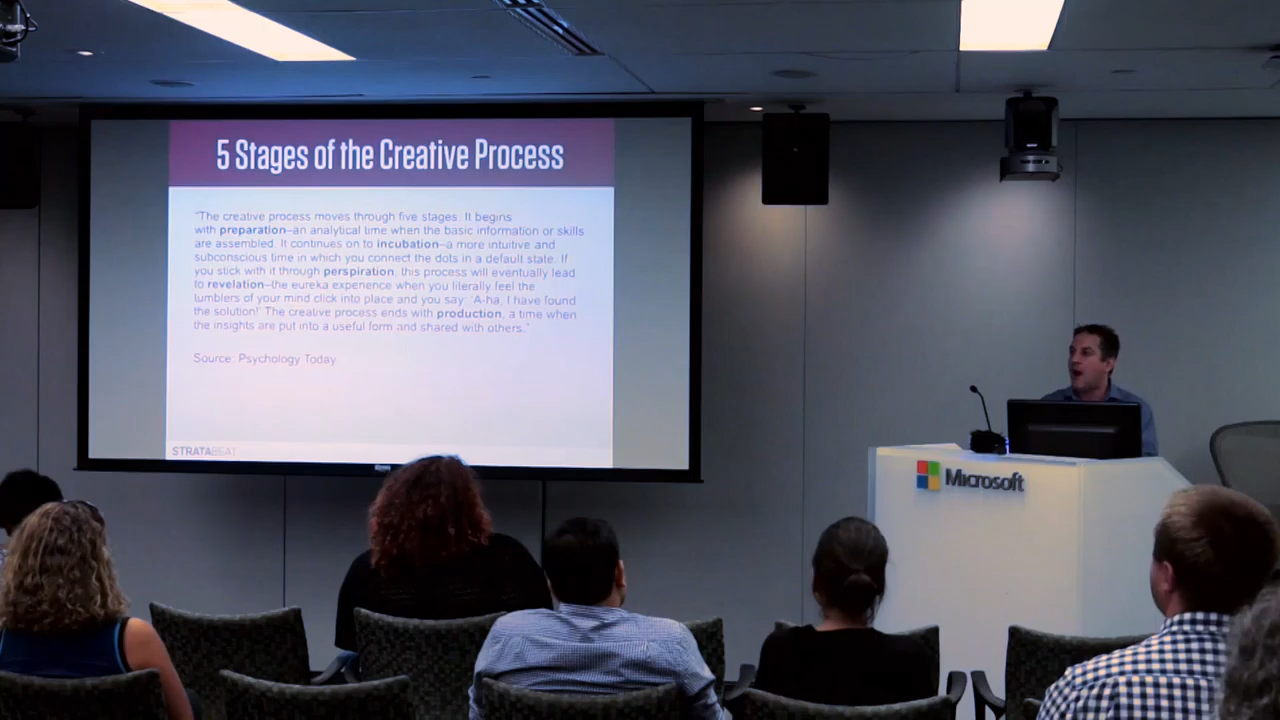 5 Stages of the Creative Process
"The creative process moves through five stages: It begins
with preparation–an analytical time when the basic information or skills
are assembled. It continues on to incubation–a more intuitive and
subconscious time in which you connect the dots in a default state. If
you stick with it through perspiration, this process will eventually lead
to revelation–the eureka experience when you literally feel the
tumblers of your mind click into place and you say: 'A-ha, I have found
the solution!' The creative process ends with production, a time when
the insights are put into a useful form and shared with others."
Source: Psychology Today
STRATABEAT
Microsoft